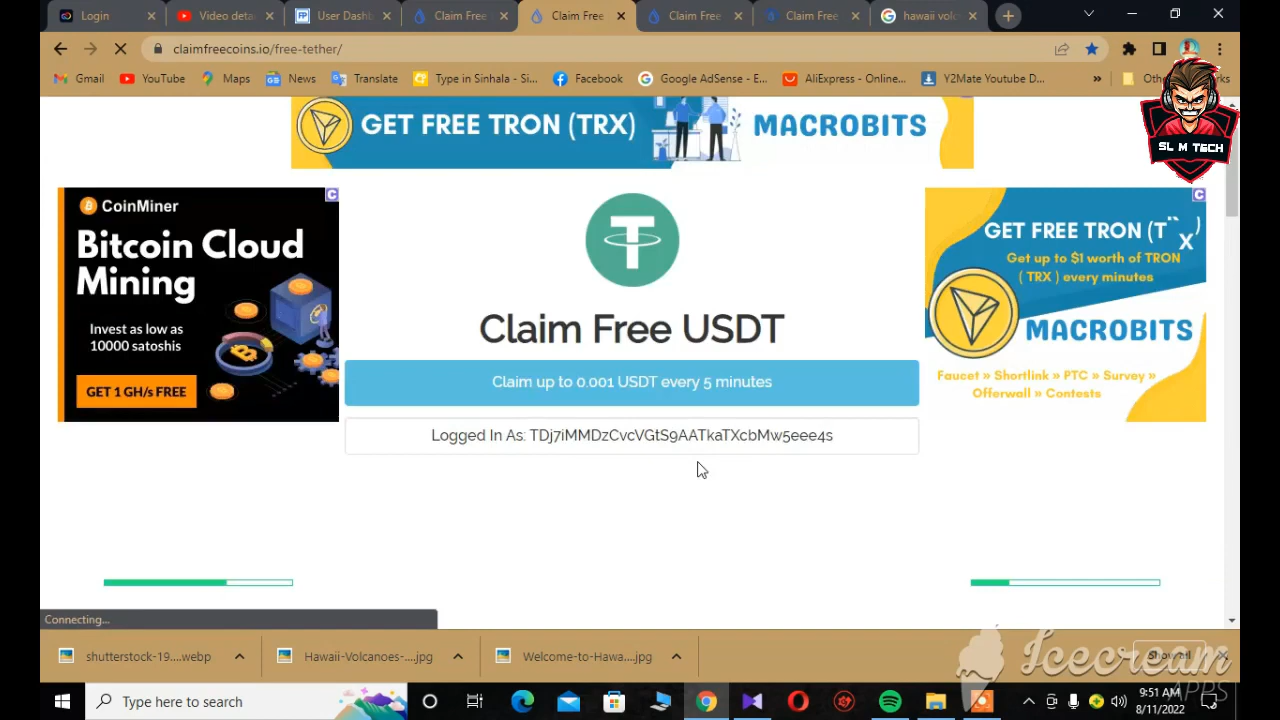 Login
Video deta
User Dashb
Claim Free
Claim Free
Claim Free
Claim Free
hawaii volc
claimfreecoins.io/free-tether/
Gmail
YouTube
Maps
News
Translate
Type in Sinhala - Si...
Facebook
Google AdSense - E...
AliExpress - Online...
Y2Mate Youtube D...
»
SL M TECH
GET FREE TRON (TRX)
MACROBITS
CoinMiner
Bitcoin Cloud
Mining
Invest as low as
10000 satoshis
GET 1 GH/s FREE
Claim Free USDT
Claim up to 0.001 USDT every 5 minutes
Logged In As: TDj7iMMDzCvcVGtS9AATkaTXcbMw5eee4s
GET FREE TRON (T
X )
Get up to $1 worth of TRON
( TRX ) every minutes
MACROBITS
Faucet » Shortlink » PTC » Survey »
Offerwall » Contests
Connecting...
shutterstock-19....webp
Hawaii-Volcanoes-....jpg
Welcome-to-Hawa....jpg
Show all
Icecream
APPS
Type here to search
9:51 AM
8/11/2022